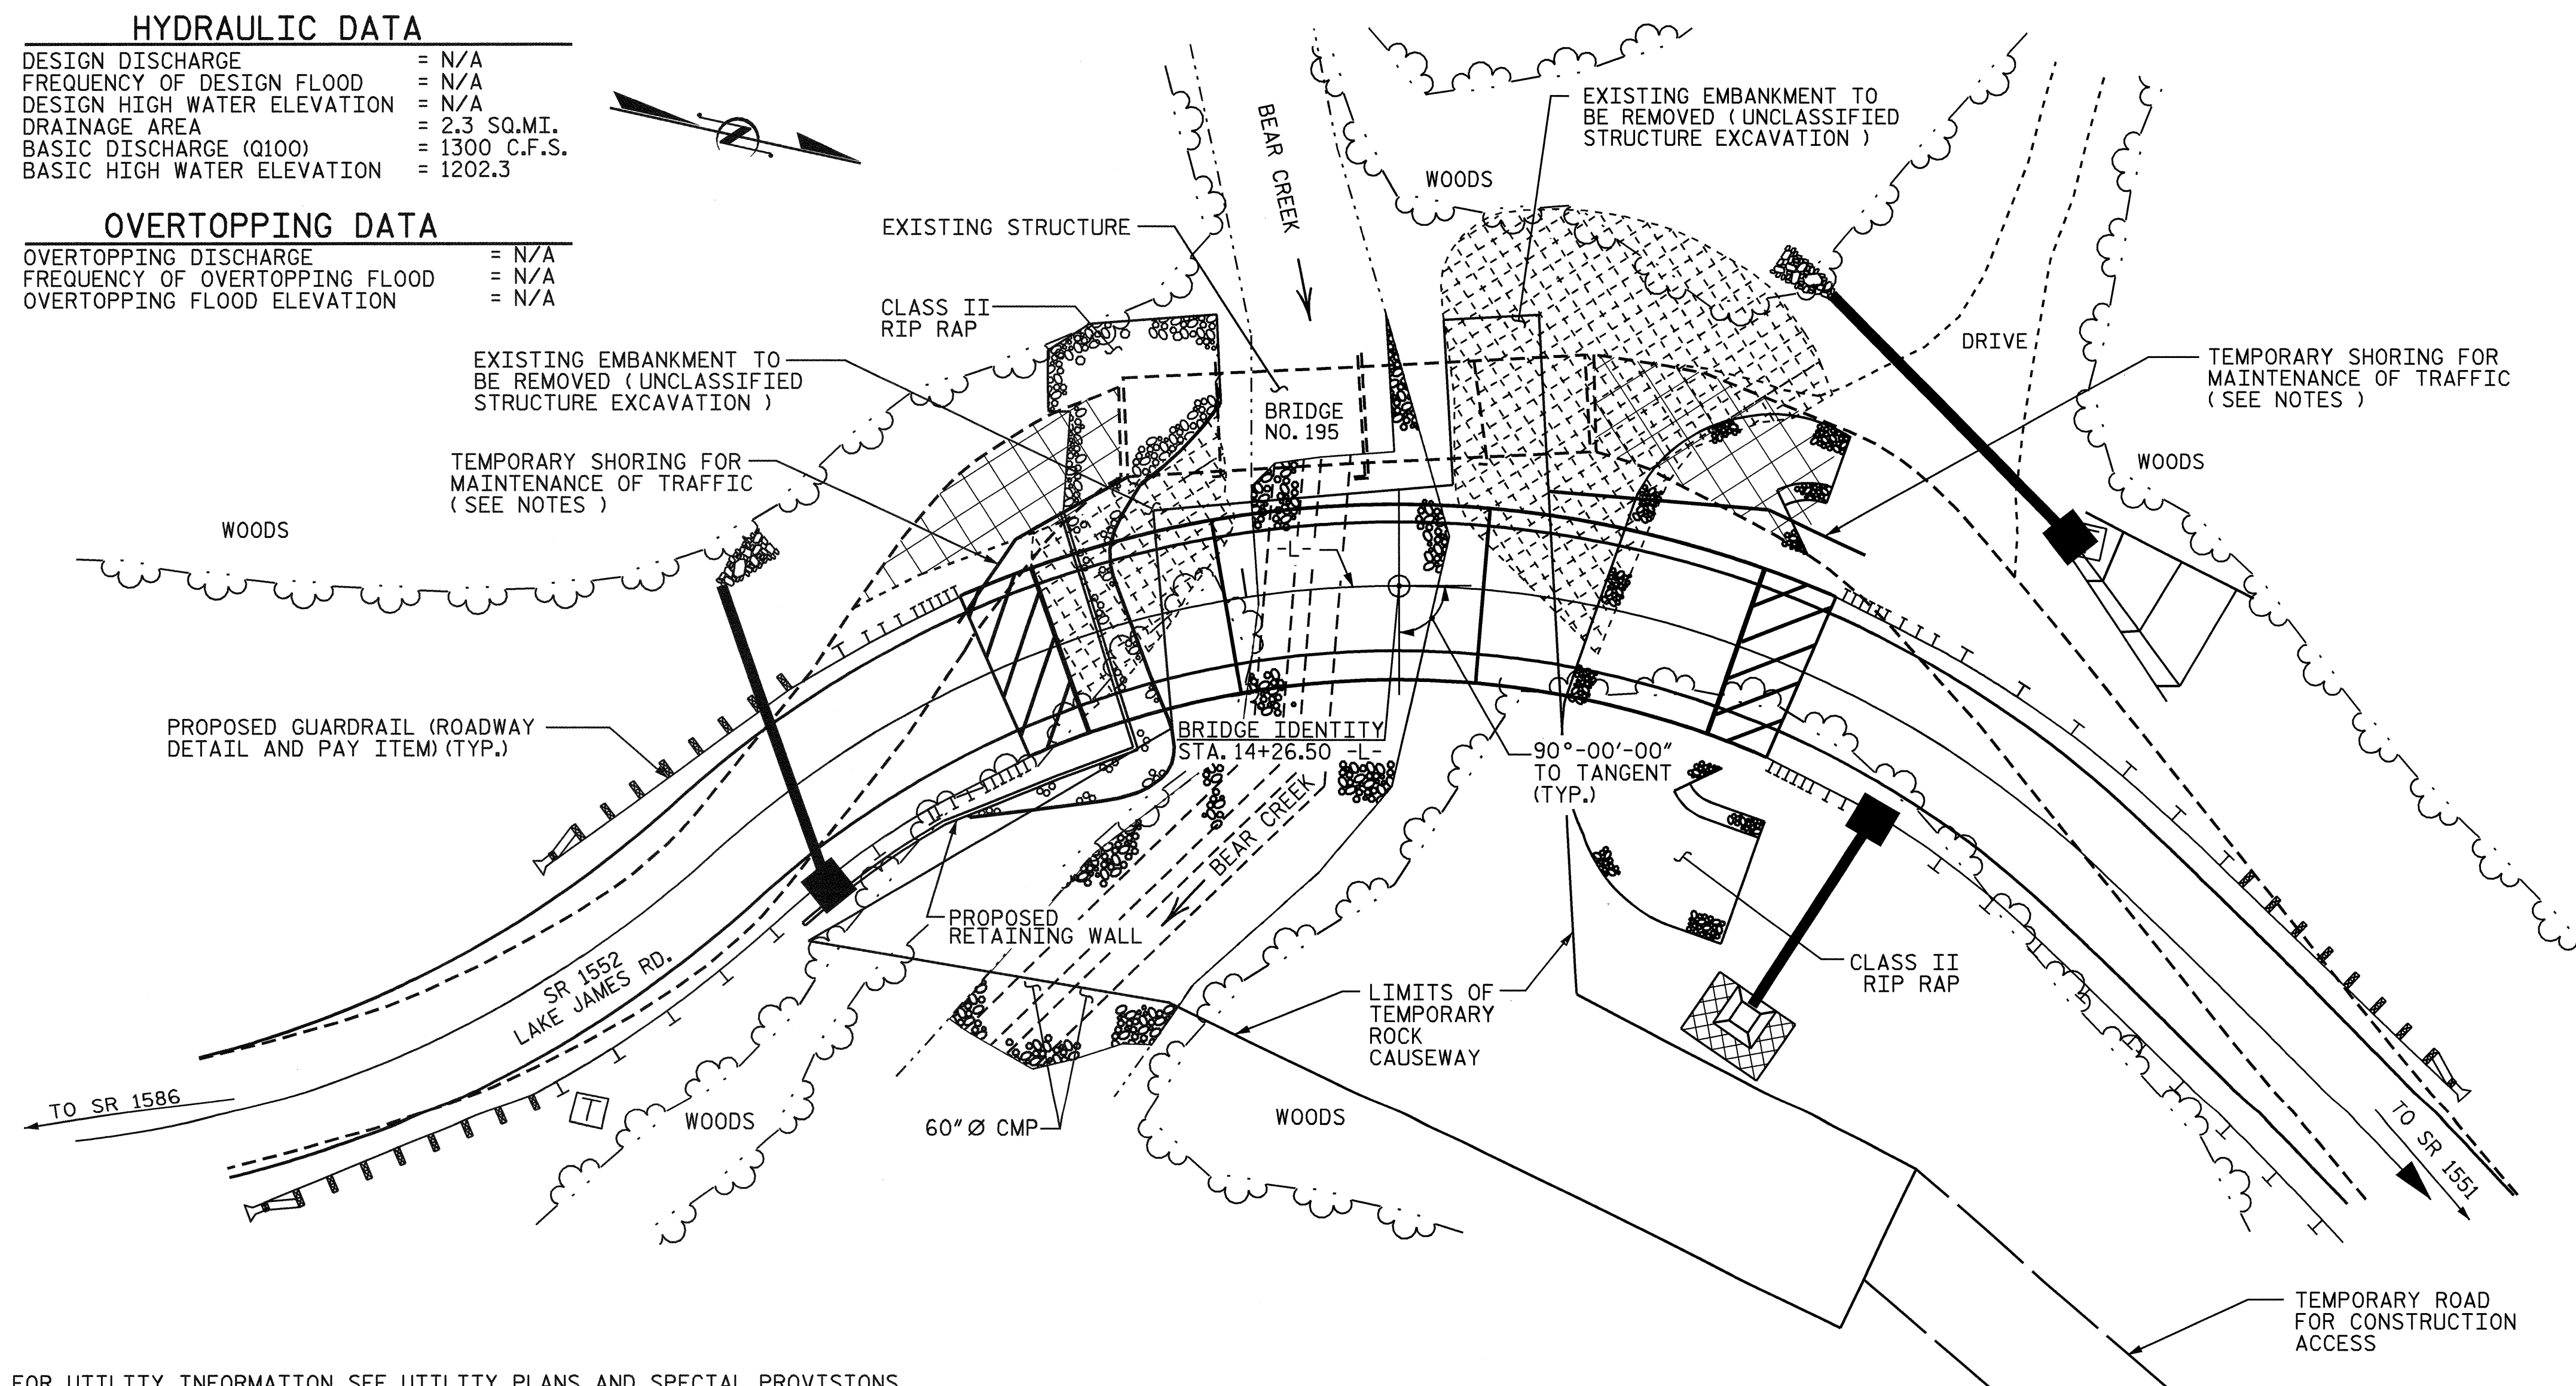 HYDRAULIC DATA
DESIGN DISCHARGE = N/A
FREQUENCY OF DESIGN FLOOD = N/A
DESIGN HIGH WATER ELEVATION = N/A
DRAINAGE AREA = 2.3 SQ.MI.
BASIC DISCHARGE (Q100) = 1300 C.F.S.
BASIC HIGH WATER ELEVATION = 1202.3
OVERTOPPING DATA
OVERTOPPING DISCHARGE = N/A
FREQUENCY OF OVERTOPPING FLOOD = N/A
OVERTOPPING FLOOD ELEVATION = N/A
BEAR CREEK
EXISTING EMBANKMENT TO
BE REMOVED (UNCLASSIFIED
STRUCTURE EXCAVATION )
WOODS
EXISTING STRUCTURE
CLASS II
RIP RAP
EXISTING EMBANKMENT TO
BE REMOVED (UNCLASSIFIED
STRUCTURE EXCAVATION )
DRIVE
TEMPORARY SHORING FOR
MAINTENANCE OF TRAFFIC
(SEE NOTES )
BRIDGE
NO. 195
TEMPORARY SHORING FOR
MAINTENANCE OF TRAFFIC
(SEE NOTES )
WOODS
WOODS
-L-
PROPOSED GUARDRAIL (ROADWAY
DETAIL AND PAY ITEM) (TYP.)
BRIDGE IDENTITY
STA. 14+26.50 -L-
90°-00'-00"
TO TANGENT
(TYP.)
BEAR CREEK
PROPOSED
RETAINING WALL
SR 1552
LAKE JAMES RD.
CLASS II
RIP RAP
LIMITS OF
TEMPORARY
ROCK
CAUSEWAY
TO SR 1586
T
WOODS
60" Ø CMP
WOODS
TO SR 1551
TEMPORARY ROAD
FOR CONSTRUCTION
ACCESS
FOR UTILITY INFORMATION SEE UTILITY PLANS AND SPECIAL PROVISIONS